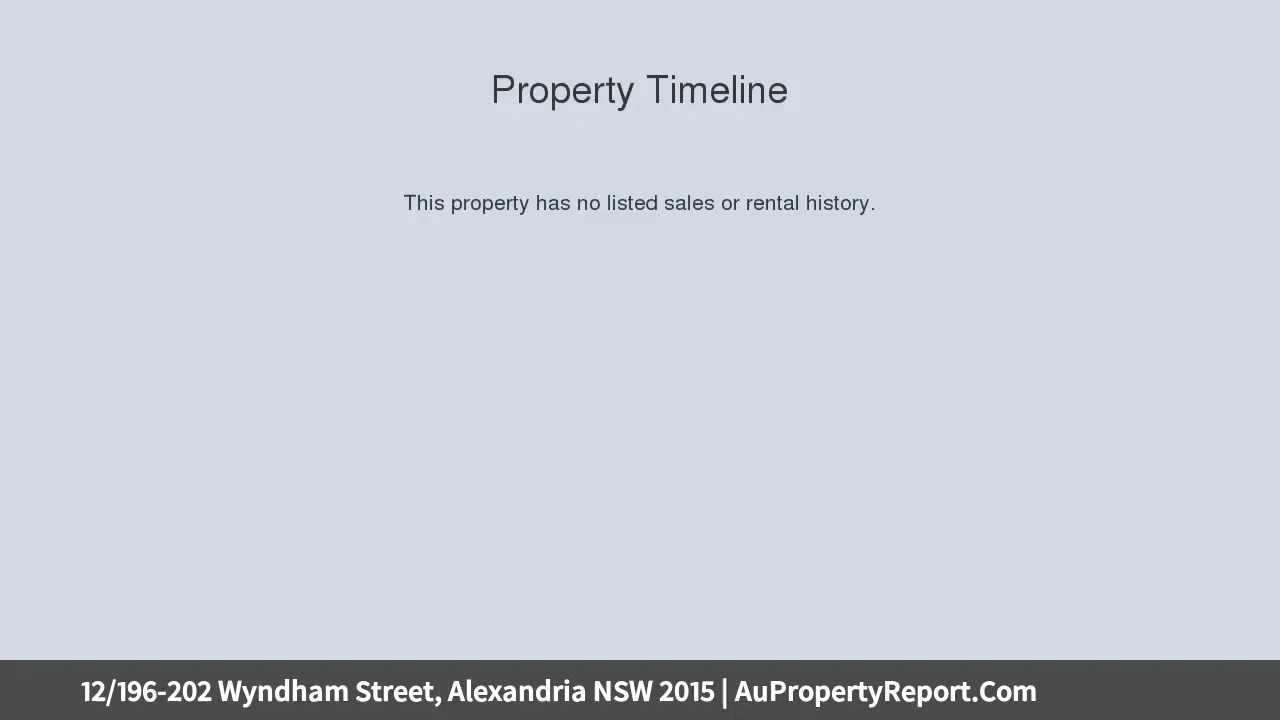 Property Timeline
This property has no listed sales or rental history.
12/196-202 Wyndham Street, Alexandria NSW 2015 | AuPropertyReport.Com